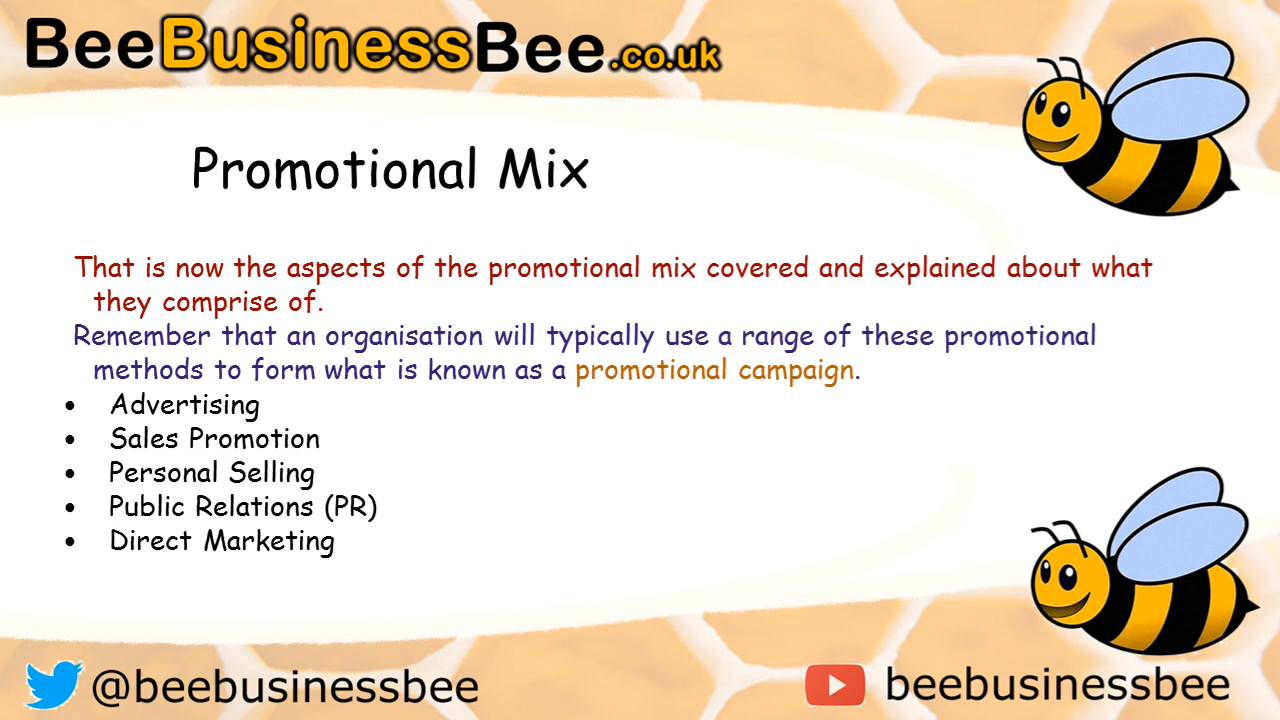 BeeBusinessBee.co.uk
Promotional Mix
That is now the aspects of the promotional mix covered and explained about what
they comprise of.
Remember that an organisation will typically use a range of these promotional
methods to form what is known as a promotional campaign.
• Advertising
• Sales Promotion
• Personal Selling
• Public Relations (PR)
• Direct Marketing
@beebusinessbee
beebusinessbee